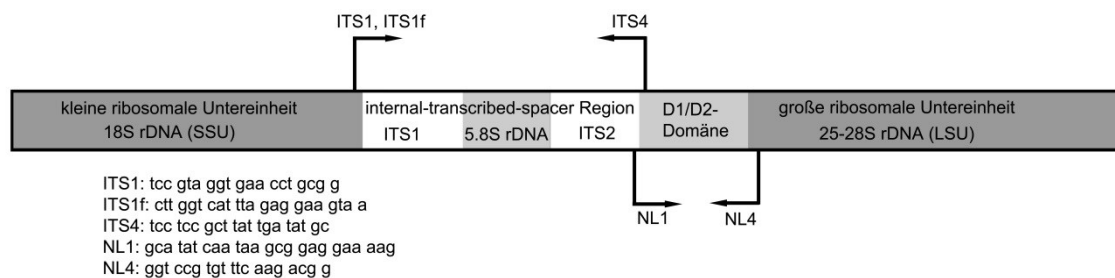 ITS1, ITS1f
ITS4
kleine ribosomale Untereinheit
18S rDNA (SSU)
internal-transcribed-spacer Region
ITS1
5.8S rDNA
ITS2
D1/D2-
Domäne
große ribosomale Untereinheit
25-28S rDNA (LSU)
NL1
NL4
ITS1: tcc gta ggt gaa cct gcg g
ITS1f: ctt ggt cat tta gag gaa gta a
ITS4: tcc tcc gct tat tga tat gc
NL1: gca tat caa taa gcg gag gaa aag
NL4: ggt ccg tgt ttc aag acg g